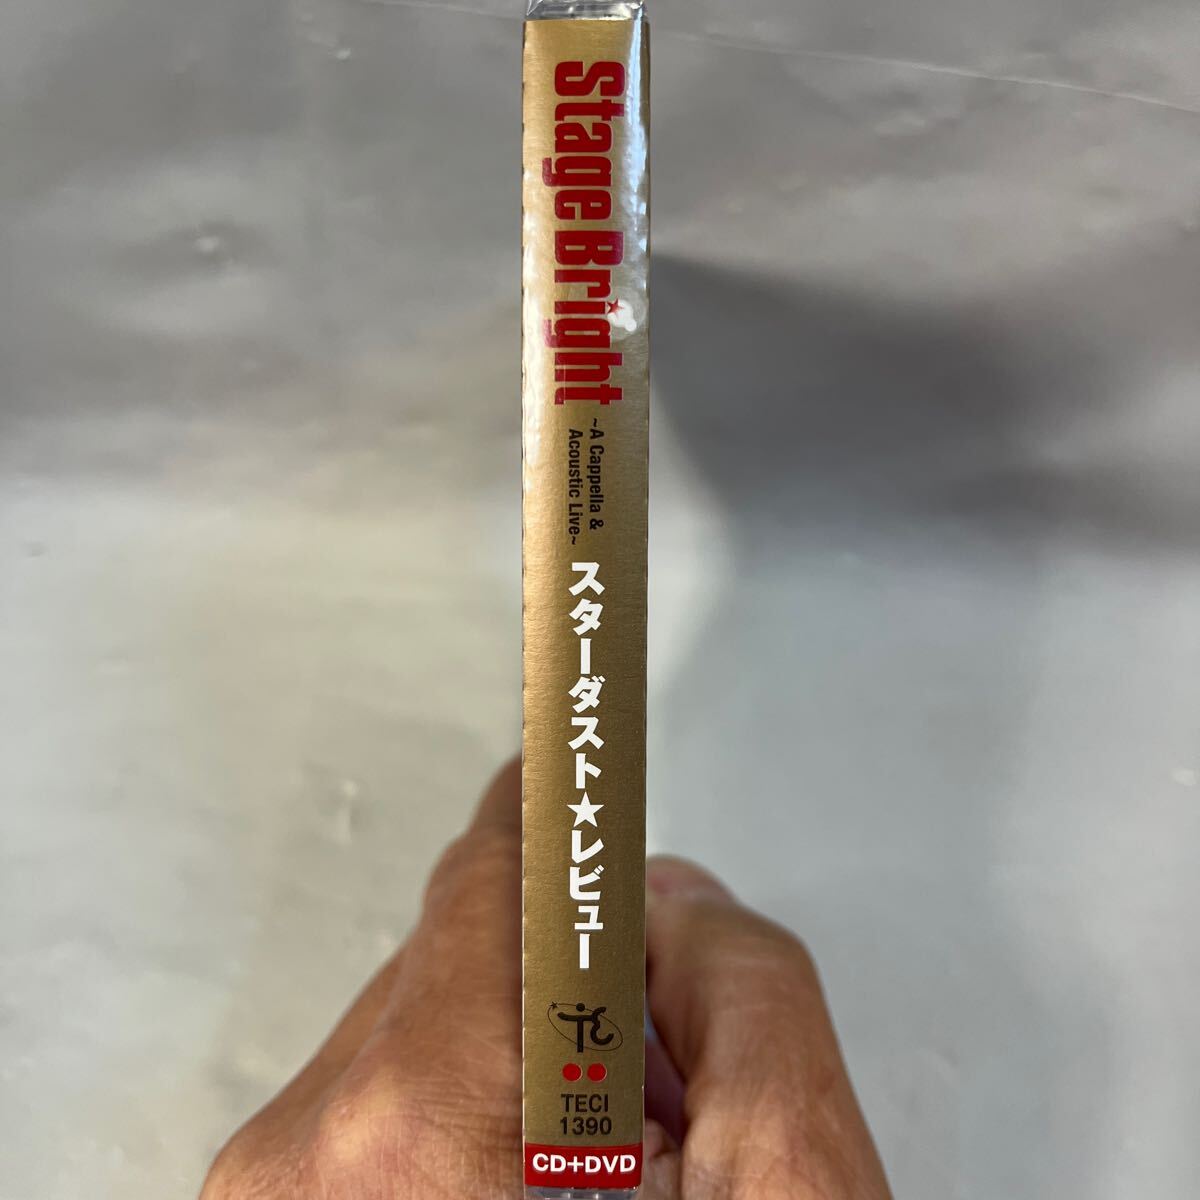 Stage Bright
~A Cappella &
Acoustic Live~
スターダスト★レビュー
TE
TECI
1390
CD+DVD